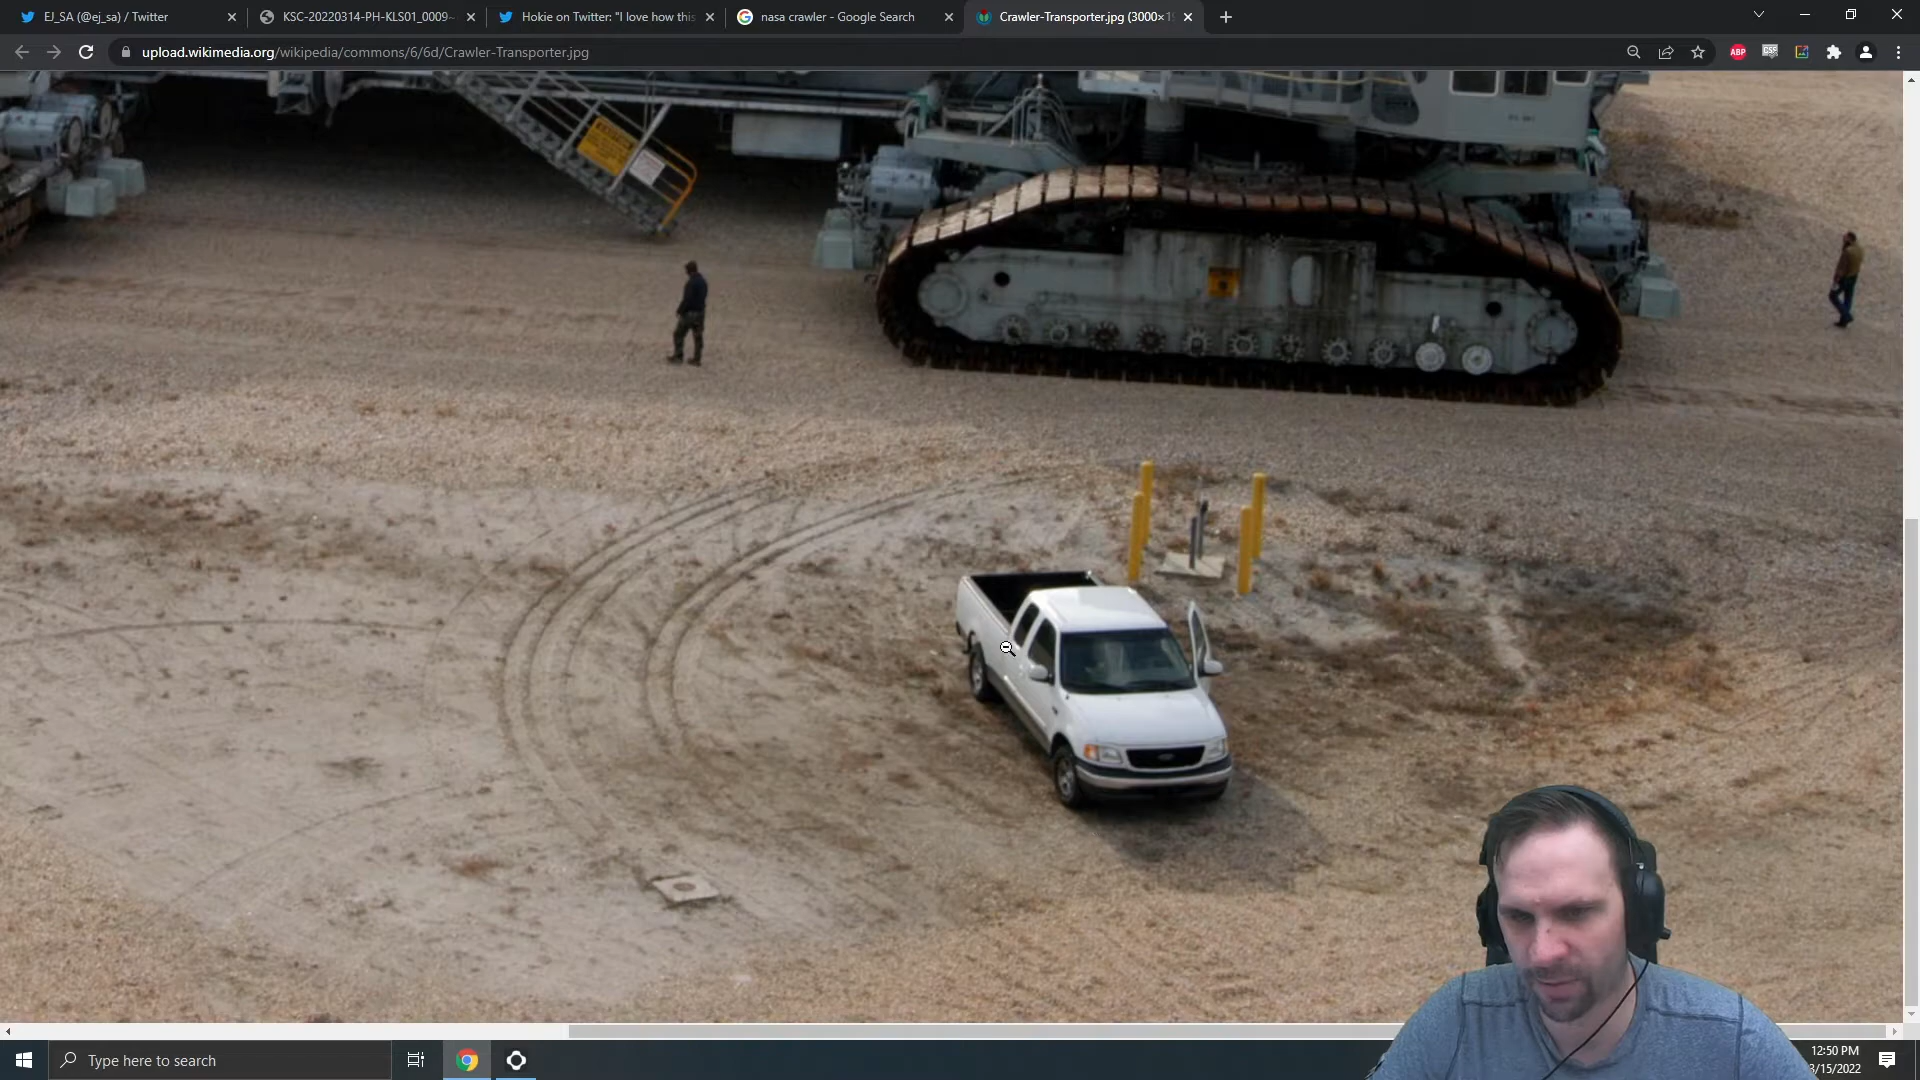 EJ_SA (@ej_sa) / Twitter
KSC-20220314-PH-KLS01_0009~
Hokie on Twitter: "I love how this
nasa crawler - Google Search
Crawler-Transporter.jpg (3000×19
upload.wikimedia.org/wikipedia/commons/6/6d/Crawler-Transporter.jpg
ABP
Type here to search
12:50 PM
3/15/2022